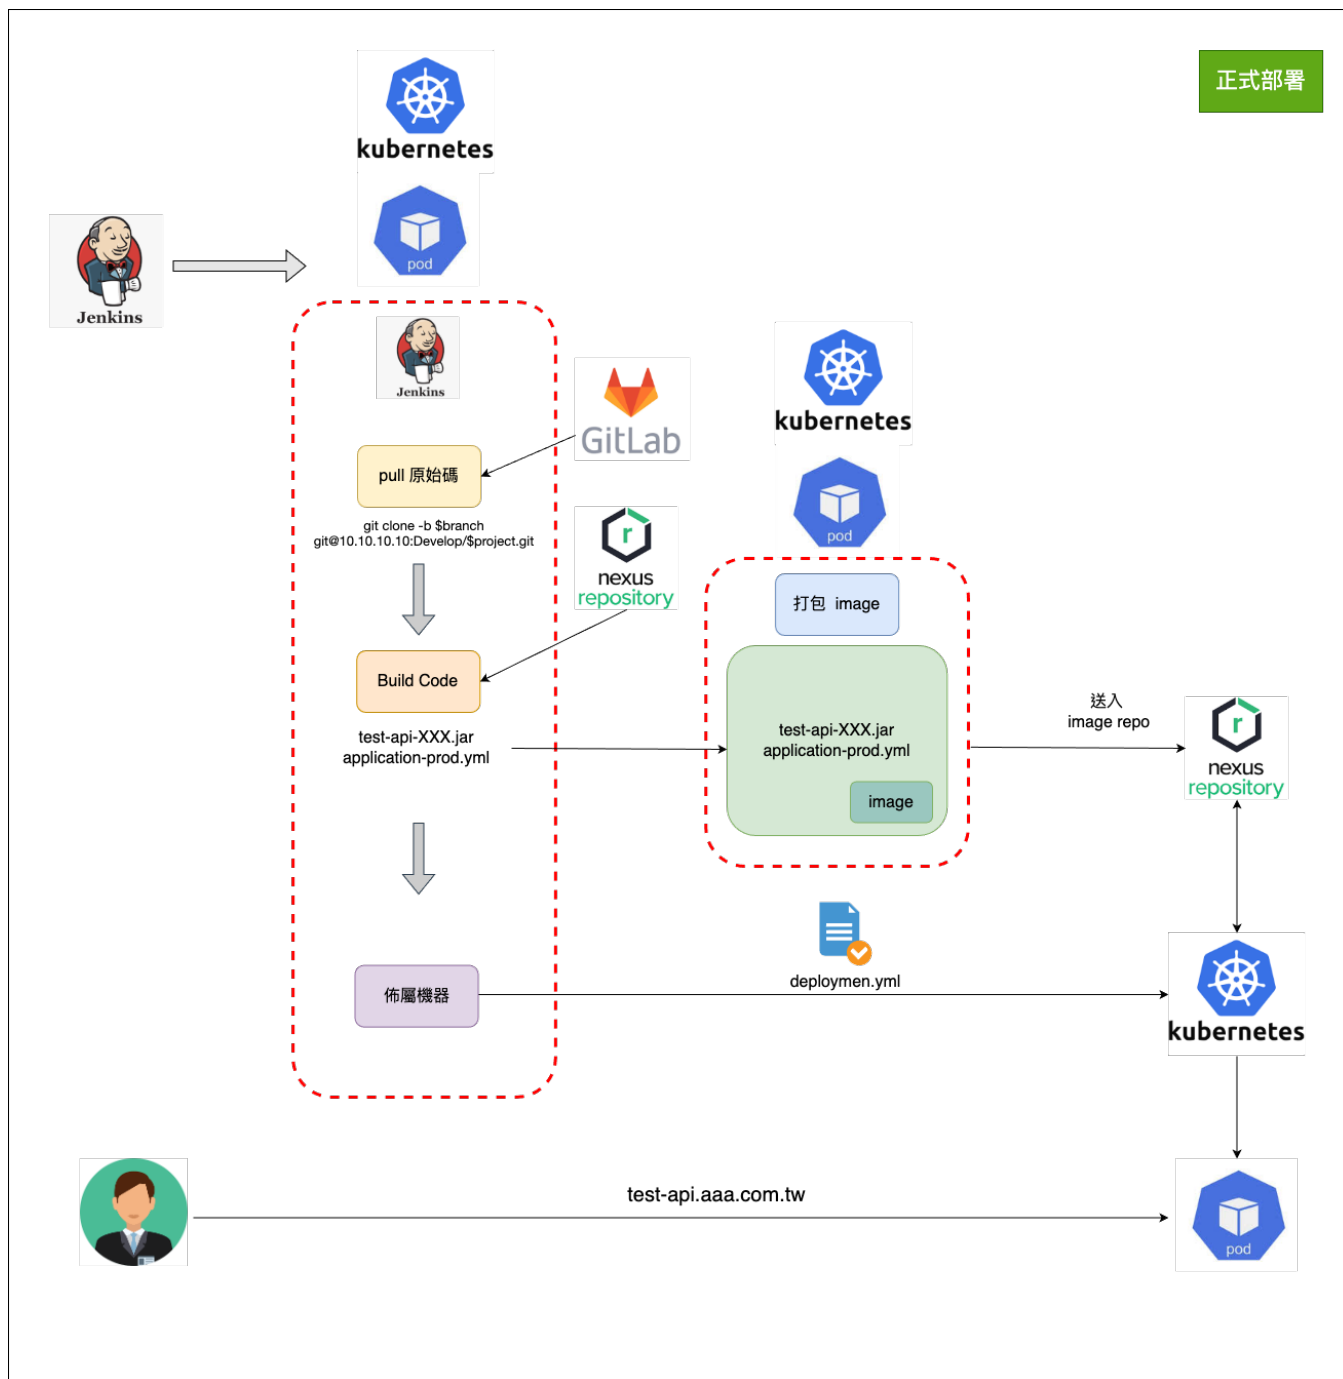 正式部署
kubernetes
pod
Jenkins
Jenkins
GitLab
pull 原始碼
git clone -b $branch
git@10.10.10.10:Develop/$project.git
nexus
repository
Build Code
test-api-XXX.jar
application-prod.yml
佈屬機器
kubernetes
pod
打包 image
test-api-XXX.jar
application-prod.yml
image
送入
image repo
nexus
repository
deploymen.yml
kubernetes
test-api.aaa.com.tw
pod